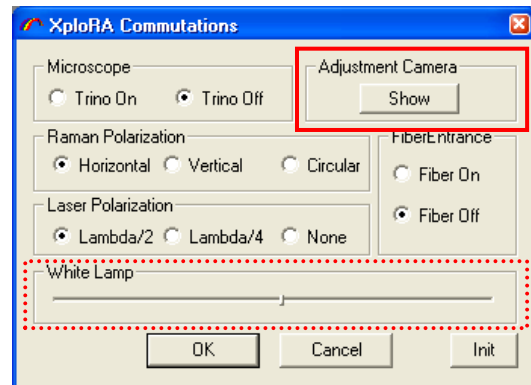 XploRA Commutations
Microscope
Trino On Trino Off
Adjustment Camera
Show
Raman Polarization
Horizontal Vertical Circular
FiberEntrance
Fiber On
Fiber Off
Laser Polarization
Lambda/2 Lambda/4 None
White Lamp
OK Cancel Init